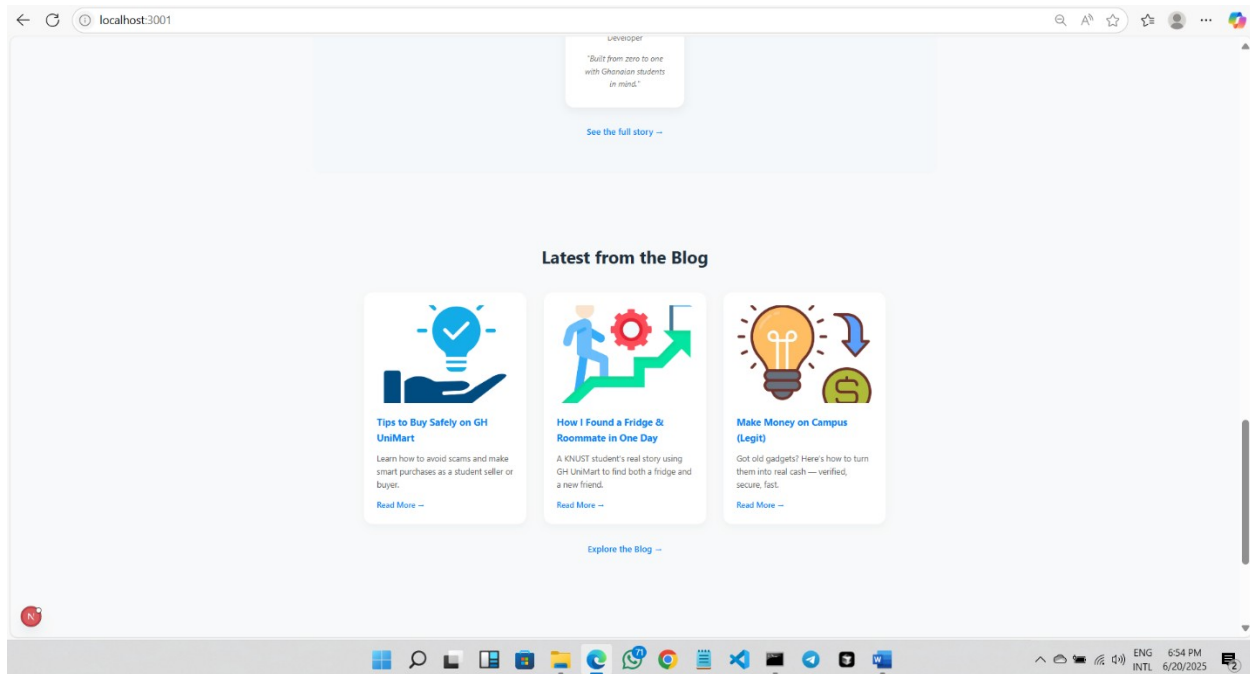 localhost:3001
Developer
"Built from zero to one
with Ghanaian students
in mind."
See the full story →
Latest from the Blog
Tips to Buy Safely on GH
UniMart
Learn how to avoid scams and make
smart purchases as a student seller or
buyer.
Read More →
How I Found a Fridge &
Roommate in One Day
A KNUST student's real story using
GH UniMart to find both a fridge and
a new friend.
Read More →
Make Money on Campus
(Legit)
Got old gadgets? Here's how to turn
them into real cash — verified,
secure, fast.
Read More →
Explore the Blog →
N
71
ENG
INTL
6:54 PM
6/20/2025
2